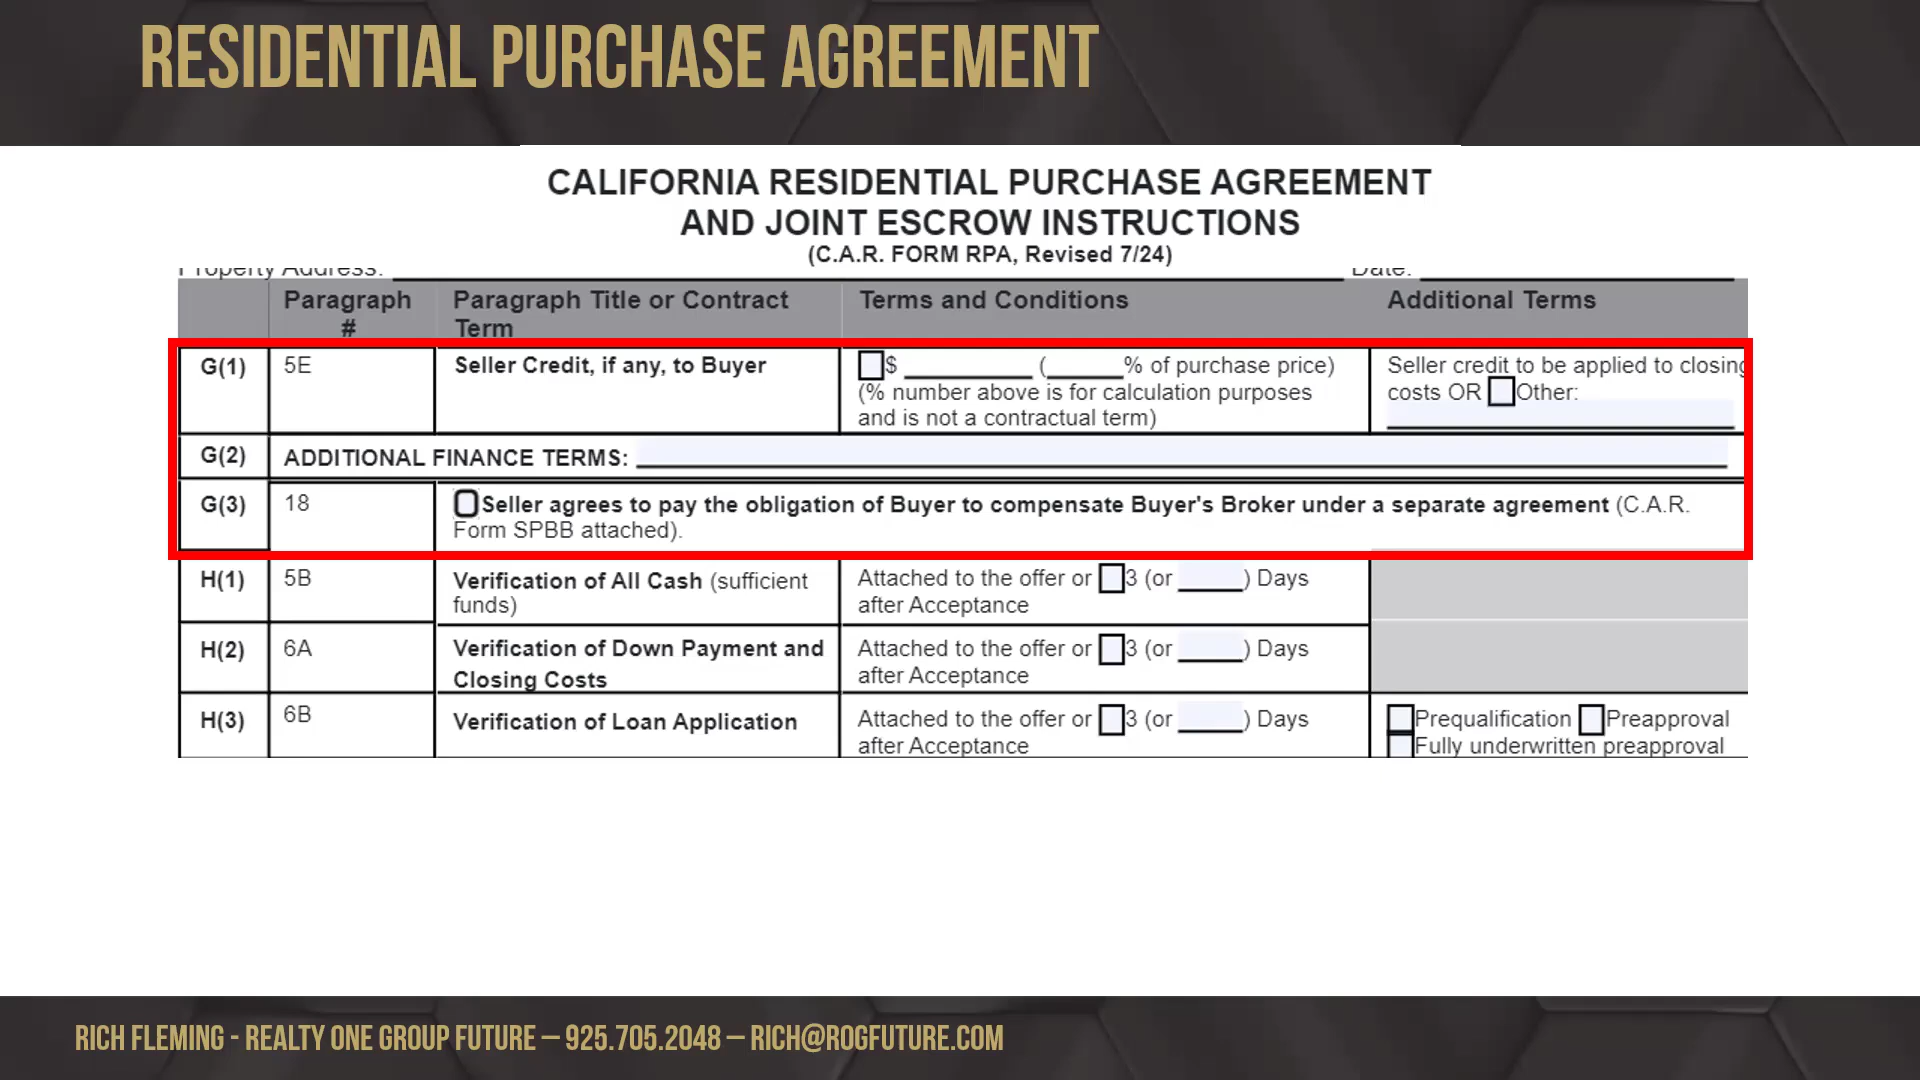 RESIDENTIAL PURCHASE AGREEMENT
CALIFORNIA RESIDENTIAL PURCHASE AGREEMENT
AND JOINT ESCROW INSTRUCTIONS
(C.A.R. FORM RPA, Revised 7/24)
Property Address: Date:
Paragraph # Paragraph Title or Contract Term Terms and Conditions Additional Terms
G(1) 5E Seller Credit, if any, to Buyer $ ________ (______% of purchase price) Seller credit to be applied to closing
(% number above is for calculation purposes costs OR Other:
and is not a contractual term)
G(2) ADDITIONAL FINANCE TERMS:
G(3) 18 Seller agrees to pay the obligation of Buyer to compensate Buyer's Broker under a separate agreement (C.A.R.
Form SPBB attached).
H(1) 5B Verification of All Cash (sufficient Attached to the offer or 3 (or _____) Days
funds) after Acceptance
H(2) 6A Verification of Down Payment and Attached to the offer or 3 (or _____) Days
Closing Costs after Acceptance
H(3) 6B Verification of Loan Application Attached to the offer or 3 (or _____) Days Prequalification Preapproval
after Acceptance Fully underwritten preapproval
RICH FLEMING - REALTY ONE GROUP FUTURE – 925.705.2048 – RICH@ROGFUTURE.COM